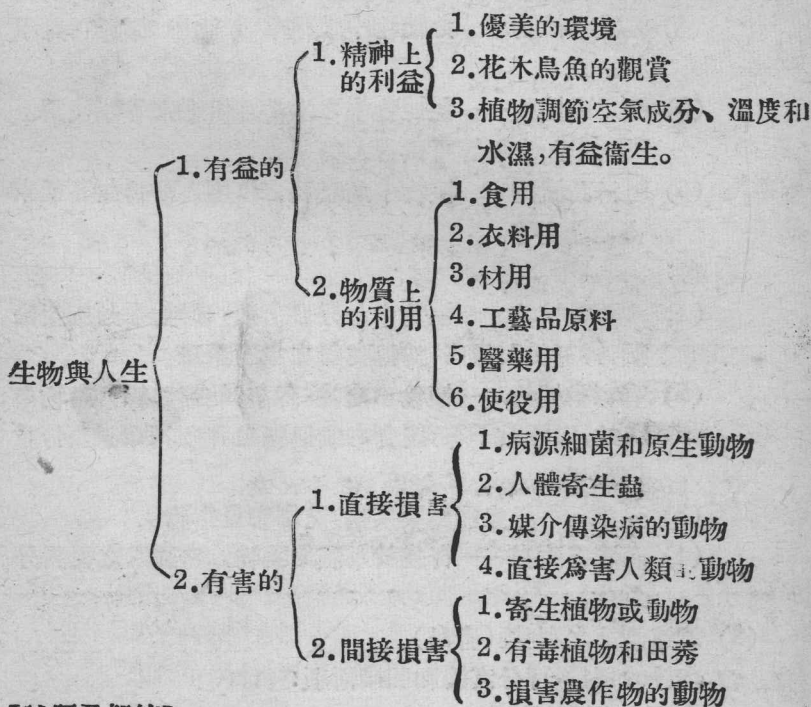 生物與人生
1.有益的
1.精神上
的利益
1.優美的環境
2.花木鳥魚的觀賞
3.植物調節空氣成分、溫度和
水濕,有益衞生。
2.物質上
的利用
1.食用
2.衣料用
3.材用
4.工藝品原料
5.醫藥用
6.使役用
2.有害的
1.直接損害
1.病源細菌和原生動物
2.人體寄生蟲
3.媒介傳染病的動物
4.直接爲害人類 動物
2.間接損害
1.寄生植物或動物
2.有毒植物和田莠
3.損害農作物的動物